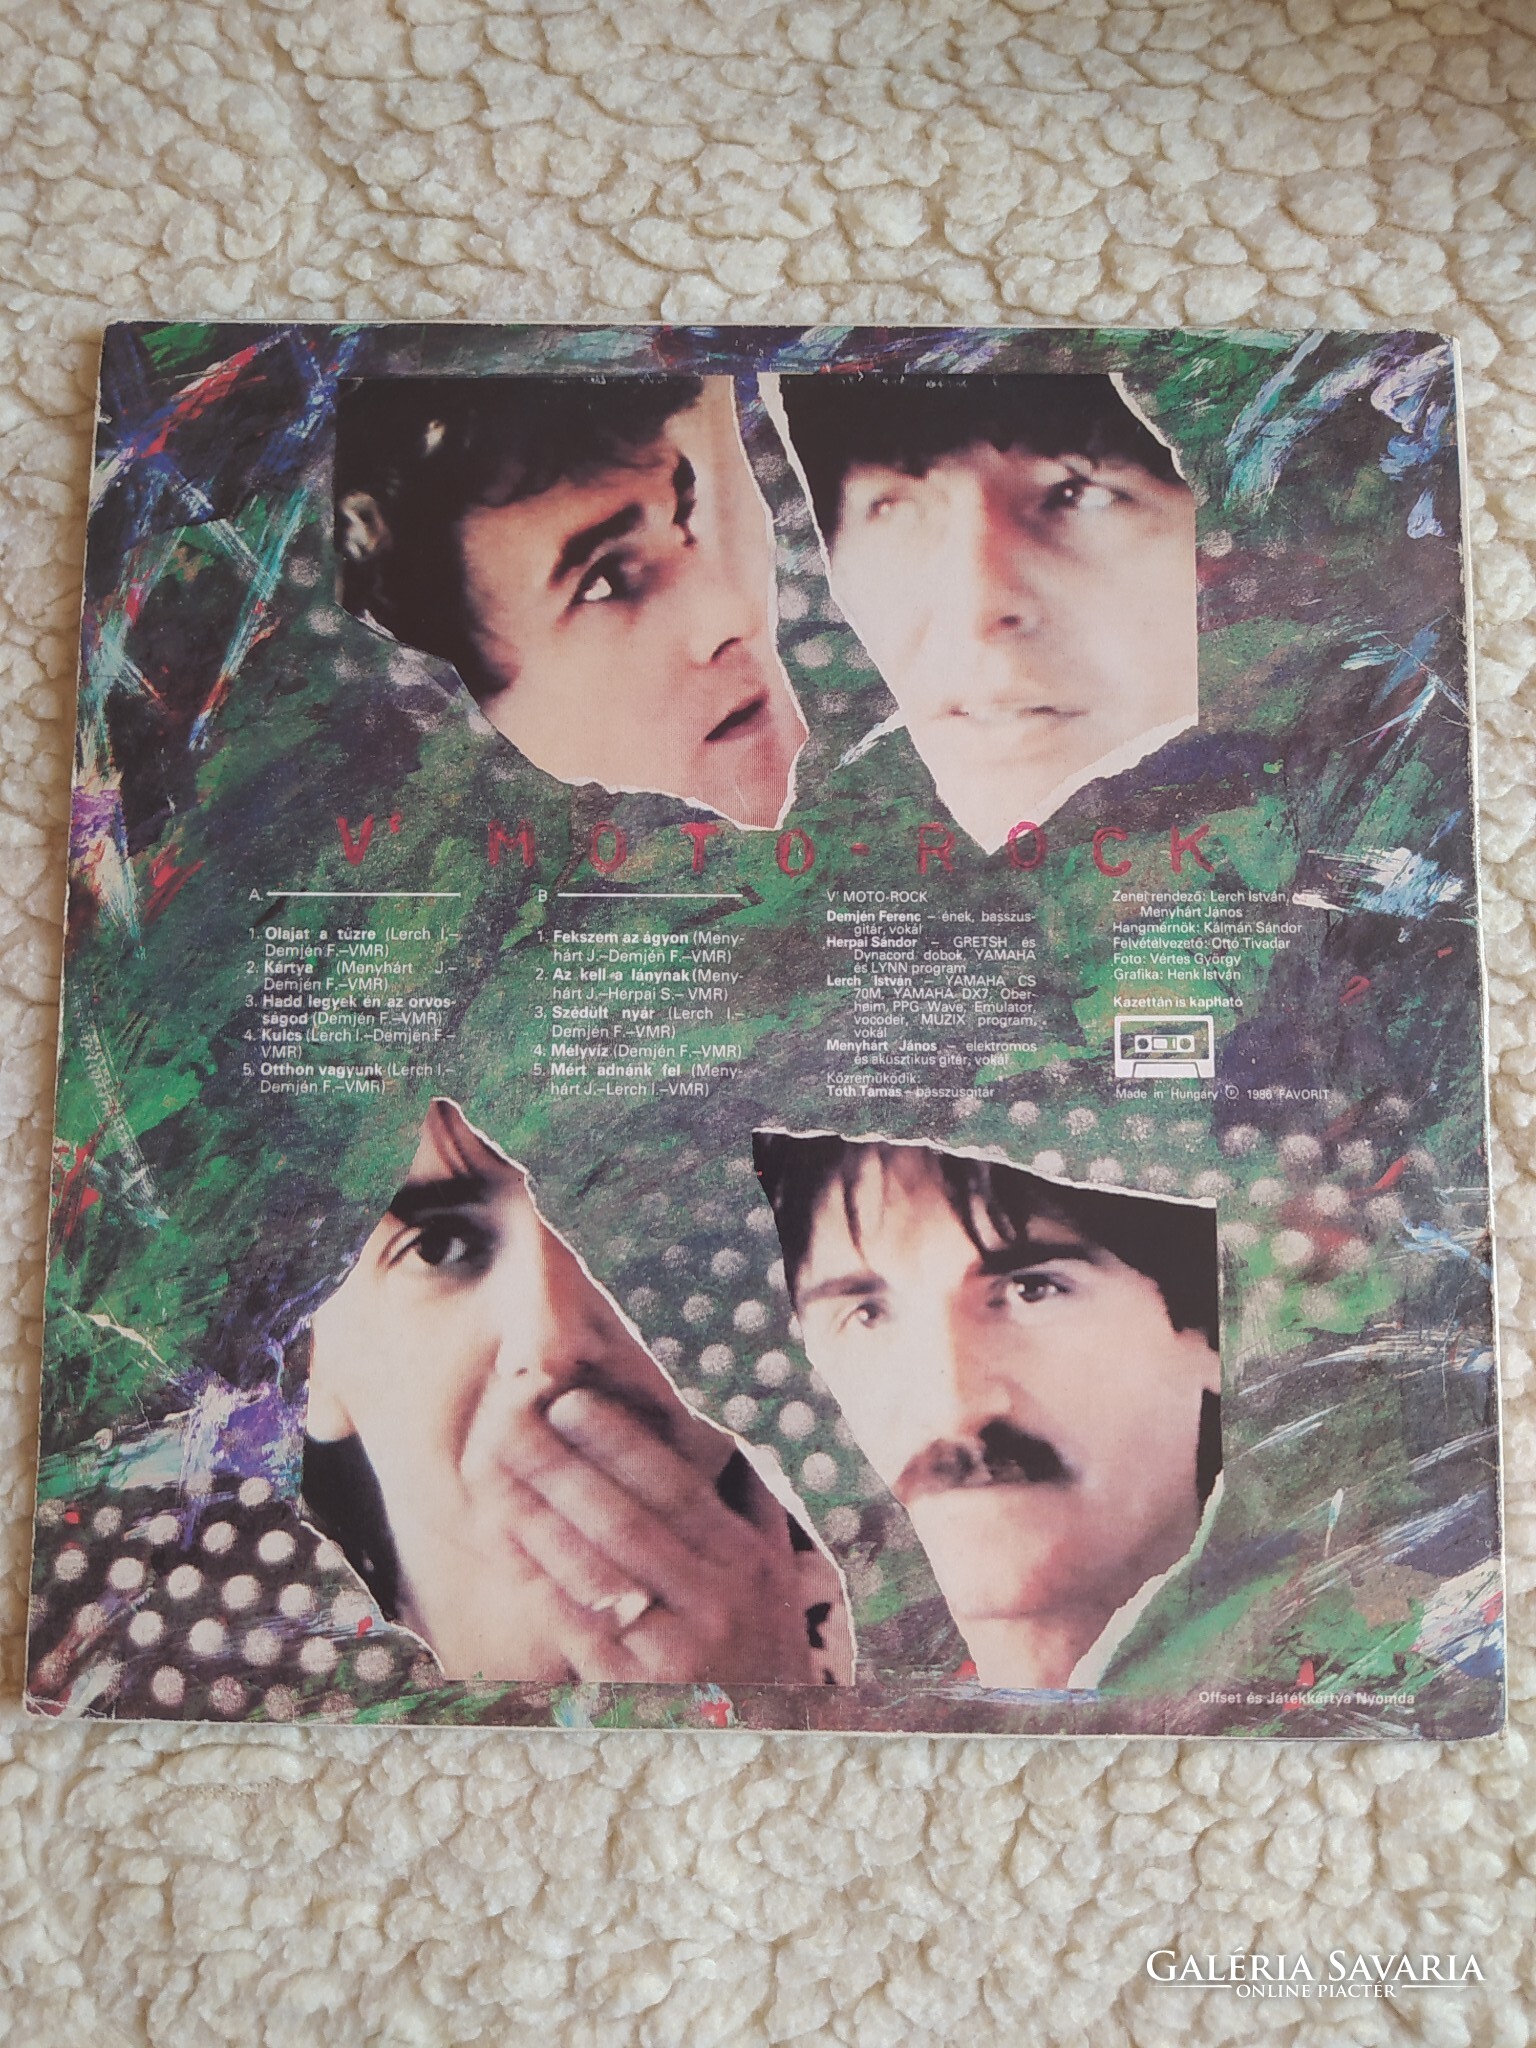 V' MOTO-ROCK
A.
1. Olajat a tűzre (Lerch I.–
Demjén F.–VMR)
2. Kártya (Menyhárt J.–
Demjén F.–VMR)
3. Hadd legyek én az orvos-
ságod (Demjén F.–VMR)
4. Kulcs (Lerch I.–Demjén F.–
VMR)
5. Otthon vagyunk (Lerch I.–
Demjén F.–VMR)
B
1. Fekszem az ágyon (Meny-
hárt J.–Demjén F.–VMR)
2. Az kell a lánynak (Meny-
hárt J.–Herpai S.– VMR)
3. Szédült nyár (Lerch I.–
Demjén F.–VMR)
4. Mélyvíz (Demjén F.–VMR)
5. Mért adnánk fel (Meny-
hárt J.–Lerch I.–VMR)
V' MOTO-ROCK
Demjén Ferenc – ének, basszus-
gitár, vokál
Herpai Sándor – GRETSH és
Dynacord dobok, YAMAHA
és LYNN program
Lerch István – YAMAHA CS
70M, YAMAHA DX7, Ober-
heim, PPG Wave, Emulator,
vocoder, MUZIX program,
vokál
Menyhárt János – elektromos
és akusztikus gitár, vokál
Közreműködik:
Tóth Tamás – basszusgitár
Zenei rendező: Lerch István,
Menyhárt János
Hangmérnök: Kálmán Sándor
Felvételvezető: Ottó Tivadar
Foto: Vértes György
Grafika: Henk István
Kazettán is kapható
Made in Hungary Ⓟ 1986 FAVORIT
Offset és Játékkártya Nyomda
GALÉRIA SAVARIA
ONLINE PIACTÉR